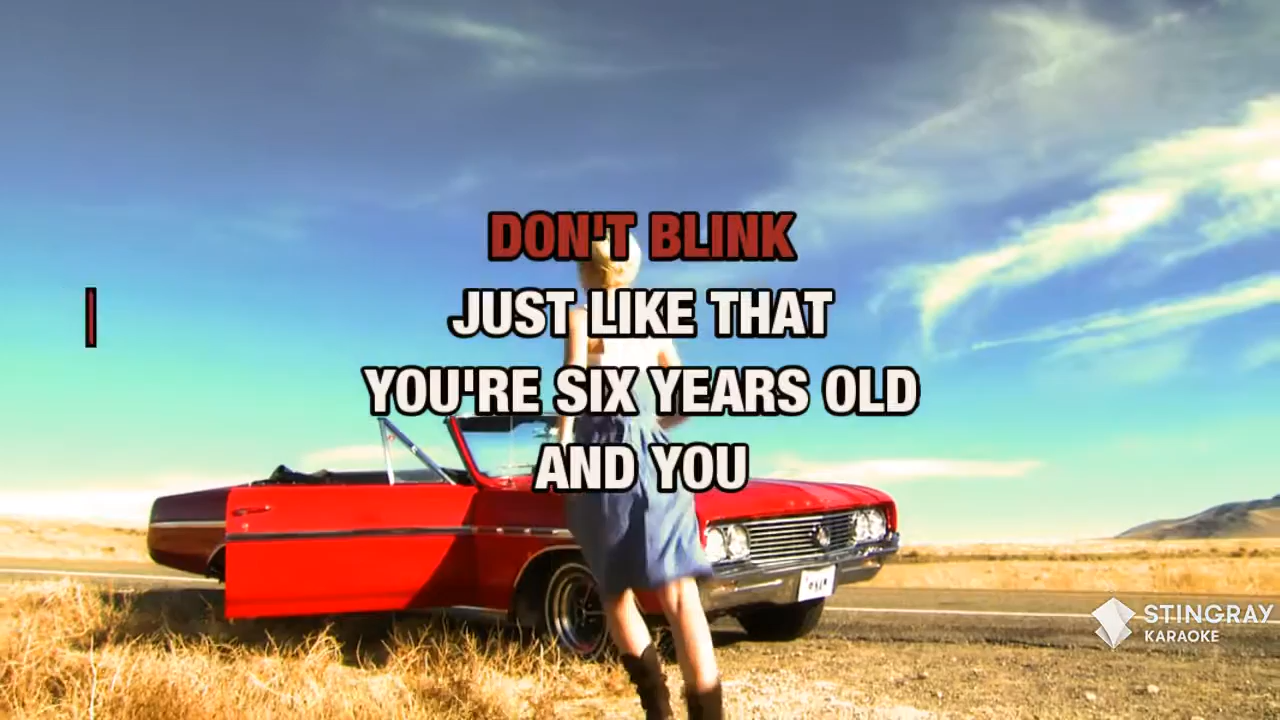 DON'T BLINK
JUST LIKE THAT
YOU'RE SIX YEARS OLD
AND YOU
STINGRAY
KARAOKE